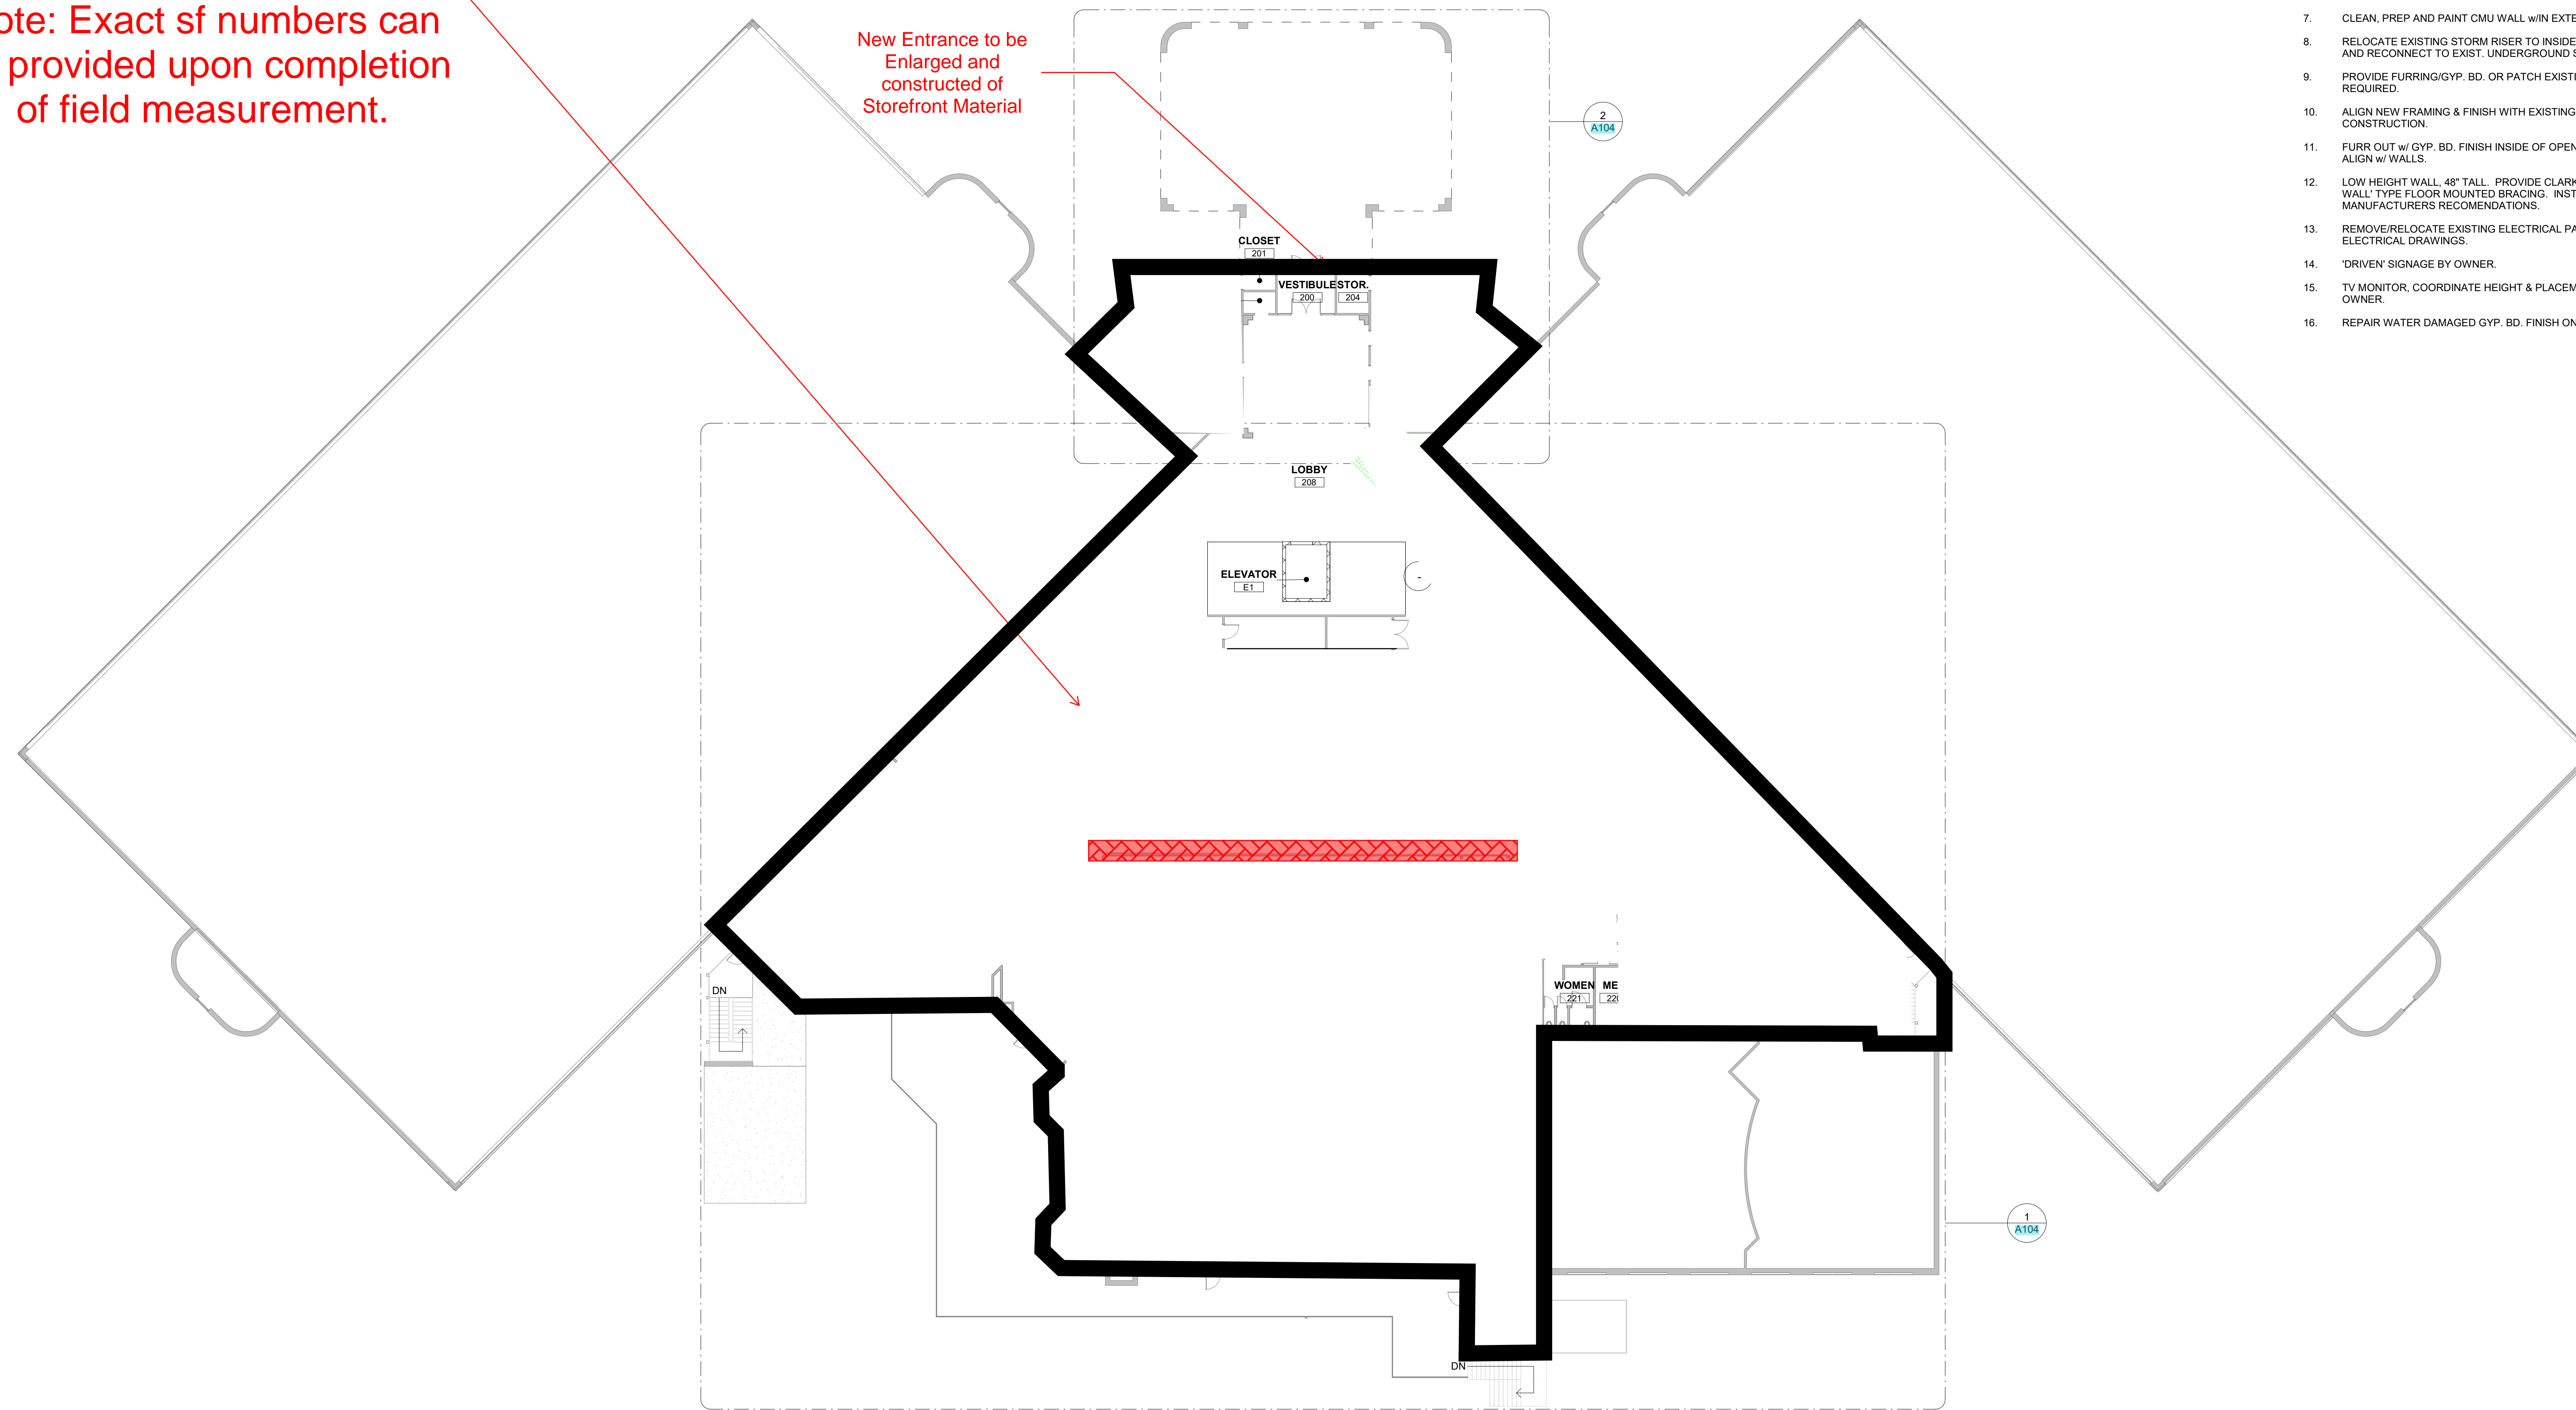 ote: Exact sf numbers can
provided upon completion
of field measurement.
New Entrance to be
Enlarged and
constructed of
Storefront Material
2
A104
7. CLEAN, PREP AND PAINT CMU WALL w/IN EXTE
8. RELOCATE EXISTING STORM RISER TO INSIDE
AND RECONNECT TO EXIST. UNDERGROUND S
9. PROVIDE FURRING/GYP. BD. OR PATCH EXISTI
REQUIRED.
10. ALIGN NEW FRAMING & FINISH WITH EXISTING
CONSTRUCTION.
11. FURR OUT w/ GYP. BD. FINISH INSIDE OF OPEN
ALIGN w/ WALLS.
12. LOW HEIGHT WALL, 48" TALL. PROVIDE CLARK
WALL' TYPE FLOOR MOUNTED BRACING. INST
MANUFACTURERS RECOMENDATIONS.
13. REMOVE/RELOCATE EXISTING ELECTRICAL PA
ELECTRICAL DRAWINGS.
14. 'DRIVEN' SIGNAGE BY OWNER.
15. TV MONITOR, COORDINATE HEIGHT & PLACEM
OWNER.
16. REPAIR WATER DAMAGED GYP. BD. FINISH ON
CLOSET
201
VESTIBULE
200
STOR.
204
LOBBY
208
ELEVATOR
E1
-
WOMEN
221
ME
220
DN
DN
1
A104